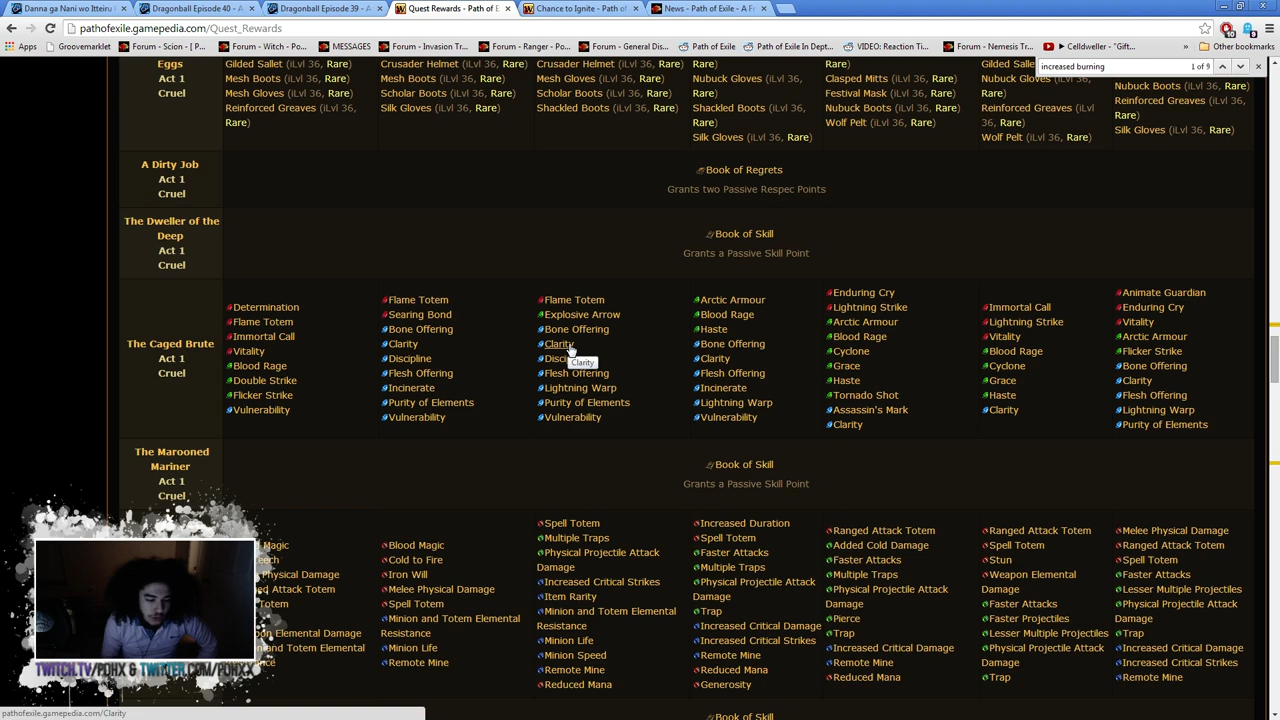 Danna ga Nani wo Itteiru
Dragonball Episode 40 - A
Dragonball Episode 39 - A
Quest Rewards - Path of E
Chance to Ignite - Path of
News - Path of Exile - A F
pathofexile.gamepedia.com/Quest_Rewards
Apps
Groovemarklet
Forum - Scion - [ P...
Forum - Witch - Po...
MESSAGES
Forum - Invasion Tr...
Forum - Ranger - Po...
Forum - General Dis...
Path of Exile
Path Of Exile In Dept...
VIDEO: Reaction Ti...
Forum - Nemesis Tr...
Celldweller - "Gift...
»
Other bookmarks
increased burning
1 of 9
Eggs
Act 1
Cruel
Gilded Sallet (iLvl 36, Rare)
Mesh Boots (iLvl 36, Rare)
Mesh Gloves (iLvl 36, Rare)
Reinforced Greaves (iLvl 36,
Rare)
Crusader Helmet (iLvl 36, Rare)
Mesh Boots (iLvl 36, Rare)
Scholar Boots (iLvl 36, Rare)
Silk Gloves (iLvl 36, Rare)
Crusader Helmet (iLvl 36, Rare)
Mesh Gloves (iLvl 36, Rare)
Scholar Boots (iLvl 36, Rare)
Shackled Boots (iLvl 36, Rare)
Rare)
Nubuck Gloves (iLvl 36,
Rare)
Shackled Boots (iLvl 36,
Rare)
Silk Gloves (iLvl 36, Rare)
Rare)
Clasped Mitts (iLvl 36, Rare)
Festival Mask (iLvl 36, Rare)
Nubuck Boots (iLvl 36, Rare)
Wolf Pelt (iLvl 36, Rare)
Gilded Salle
Nubuck Gloves (iLvl 36,
Rare)
Reinforced Greaves (iLvl
36, Rare)
Wolf Pelt (iLvl 36, Rare)
Nubuck Boots (iLvl 36, Rare)
Reinforced Greaves (iLvl 36,
Rare)
Silk Gloves (iLvl 36, Rare)
A Dirty Job
Act 1
Cruel
Book of Regrets
Grants two Passive Respec Points
The Dweller of the
Deep
Act 1
Cruel
Book of Skill
Grants a Passive Skill Point
The Caged Brute
Act 1
Cruel
Determination
Flame Totem
Immortal Call
Vitality
Blood Rage
Double Strike
Flicker Strike
Vulnerability
Flame Totem
Searing Bond
Bone Offering
Clarity
Discipline
Flesh Offering
Incinerate
Purity of Elements
Vulnerability
Flame Totem
Explosive Arrow
Bone Offering
Clarity
Disci
Clarity
Flesh Offering
Lightning Warp
Purity of Elements
Vulnerability
Arctic Armour
Blood Rage
Haste
Bone Offering
Clarity
Flesh Offering
Incinerate
Lightning Warp
Vulnerability
Enduring Cry
Lightning Strike
Arctic Armour
Blood Rage
Cyclone
Grace
Haste
Tornado Shot
Assassin's Mark
Clarity
Immortal Call
Lightning Strike
Vitality
Blood Rage
Cyclone
Grace
Haste
Clarity
Animate Guardian
Enduring Cry
Vitality
Arctic Armour
Flicker Strike
Bone Offering
Clarity
Flesh Offering
Lightning Warp
Purity of Elements
The Marooned
Mariner
Act 1
Cruel
Book of Skill
Grants a Passive Skill Point
Magic
eech
Physical Damage
ed Attack Totem
Totem
on Elemental Damage
n and Totem Elemental
ance
Blood Magic
Cold to Fire
Iron Will
Melee Physical Damage
Spell Totem
Minion and Totem Elemental
Resistance
Minion Life
Remote Mine
Spell Totem
Multiple Traps
Physical Projectile Attack
Damage
Increased Critical Strikes
Item Rarity
Minion and Totem Elemental
Resistance
Minion Life
Minion Speed
Remote Mine
Reduced Mana
Increased Duration
Spell Totem
Faster Attacks
Multiple Traps
Physical Projectile Attack
Damage
Trap
Increased Critical Damage
Increased Critical Strikes
Remote Mine
Reduced Mana
Generosity
Ranged Attack Totem
Added Cold Damage
Faster Attacks
Multiple Traps
Physical Projectile Attack
Damage
Pierce
Trap
Increased Critical Damage
Remote Mine
Reduced Mana
Ranged Attack Totem
Spell Totem
Stun
Weapon Elemental
Damage
Faster Attacks
Faster Projectiles
Lesser Multiple Projectiles
Physical Projectile Attack
Damage
Trap
Melee Physical Damage
Ranged Attack Totem
Spell Totem
Faster Attacks
Lesser Multiple Projectiles
Physical Projectile Attack
Damage
Trap
Increased Critical Damage
Increased Critical Strikes
Remote Mine
Book of Skill
TWITCH.TV/POHX & TWITTER.COM/POHXX
pathofexile.gamepedia.com/Clarity